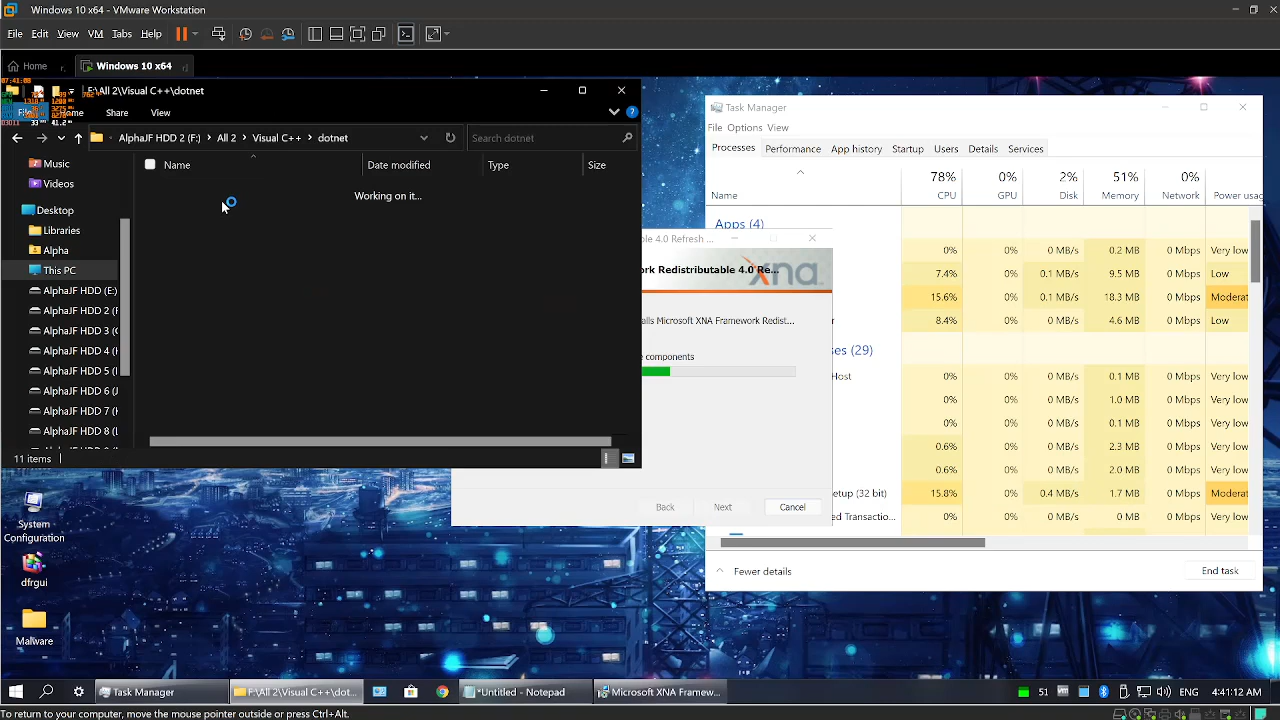 Windows 10 x64 - VMware Workstation
File Edit View VM Tabs Help
Home
Windows 10 x64
07:41:08
F:\All 2\Visual C++\dotnet
Share View
AlphaJF HDD 2 (F:) All 2 Visual C++ dotnet
Search dotnet
Music
Videos
Desktop
Libraries
Alpha
This PC
AlphaJF HDD (E:)
AlphJF HDD 2 (F
AlphJF HDD 3 (
AlphJF HDD 4 (
AlphJF HDD 5 (
AlphJF HDD 6 (
AlphJF HDD 7 (
AlphJF HDD 8 (
Name Date modified Type Size
Working on it...
11 items
ble 4.0 Refresh ...
ork Redistributable 4.0 Re...
xna
alls Microsoft XNA Framework Redist...
e components
Back Next Cancel
Task Manager
File Options View
Processes Performance App history Startup Users Details Services
78% 0% 2% 51% 0%
Name CPU GPU Disk Memory Network Power usag
Apps (4)
0% 0% 0 MB/s 0.2 MB 0 Mbps Very low
7.4% 0% 0.1 MB/s 9.5 MB 0 Mbps Low
15.6% 0% 0.1 MB/s 18.3 MB 0 Mbps Moderat
8.4% 0% 0 MB/s 4.6 MB 0 Mbps Low
ses (29)
Host 0% 0% 0 MB/s 0.1 MB 0 Mbps Very low
0% 0% 0 MB/s 1.0 MB 0 Mbps Very low
0% 0% 0 MB/s 0.1 MB 0 Mbps Very low
0.6% 0% 0 MB/s 2.3 MB 0 Mbps Very low
0.6% 0% 0 MB/s 2.0 MB 0 Mbps Very low
etup (32 bit) 15.8% 0% 0.4 MB/s 1.7 MB 0 Mbps Moderat
ed Transactio... 0% 0% 0 MB/s 0.1 MB 0 Mbps Very low
Fewer details
End task
System
Configuration
dfrgui
Malware
Task Manager
F:\All 2\Visual C++\dot...
*Untitled - Notepad
Microsoft XNA Framew...
51
ENG
4:41:12 AM
To return to your computer, move the mouse pointer outside or press Ctrl+Alt.